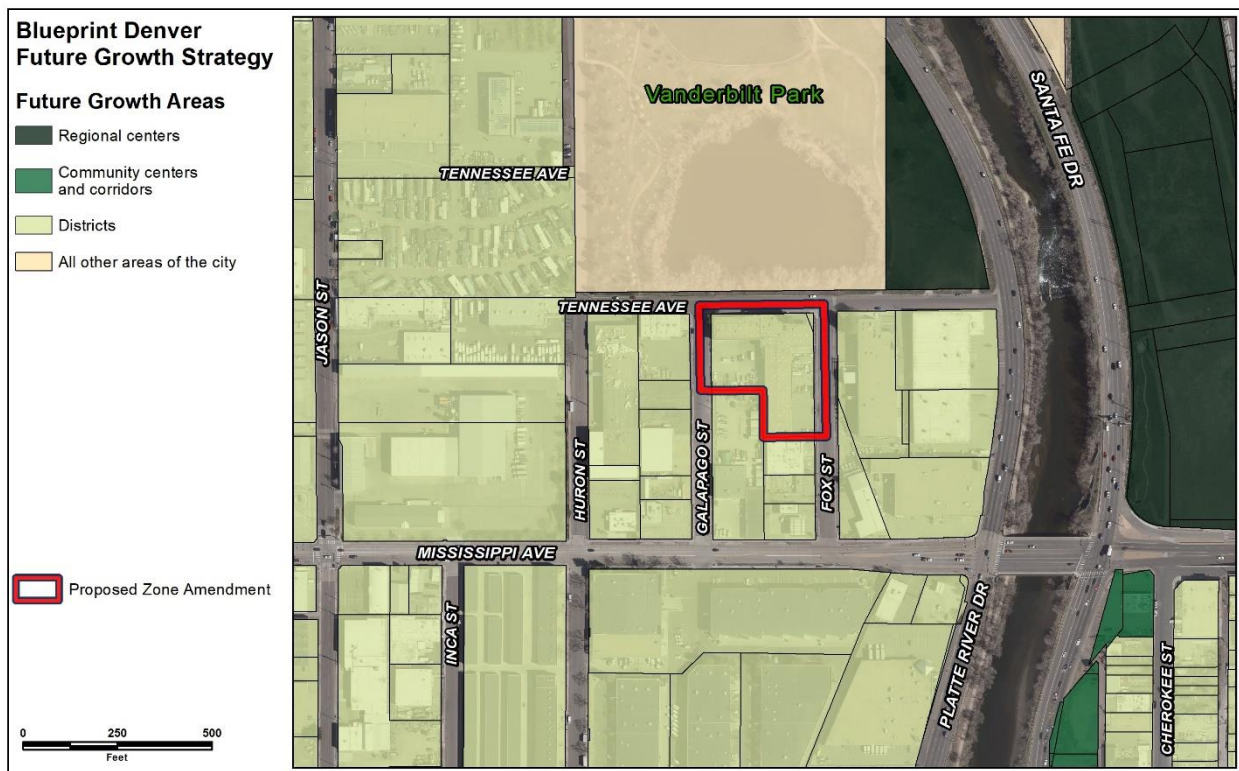 Blueprint Denver
Future Growth Strategy
Future Growth Areas
Regional centers
Community centers
and corridors
Districts
All other areas of the city
Proposed Zone Amendment
0 250 500
Feet
Vanderbilt Park
SANTA FE DR
TENNESSEE AVE
TENNESSEE AVE
JASON ST
HURON ST
GALAPAGO ST
FOX ST
MISSISSIPPI AVE
INCA ST
PLATTE RIVER DR
CHEROKEE ST